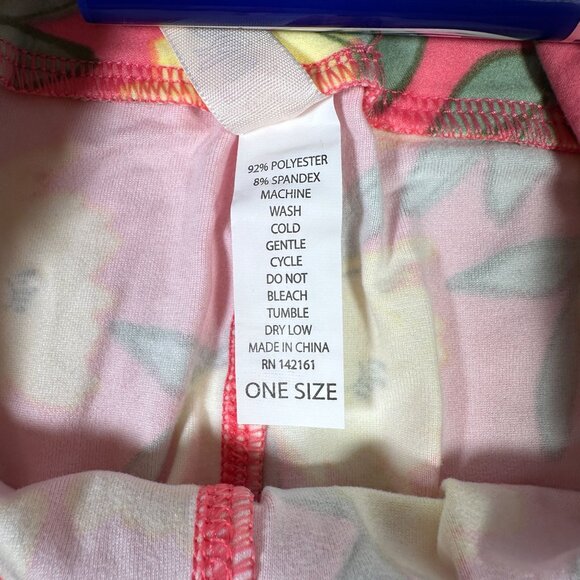 92% POLYESTER
8% SPANDEX
MACHINE
WASH
COLD
GENTLE
CYCLE
DO NOT
BLEACH
TUMBLE
DRY LOW
MADE IN CHINA
RN 142161
ONE SIZE